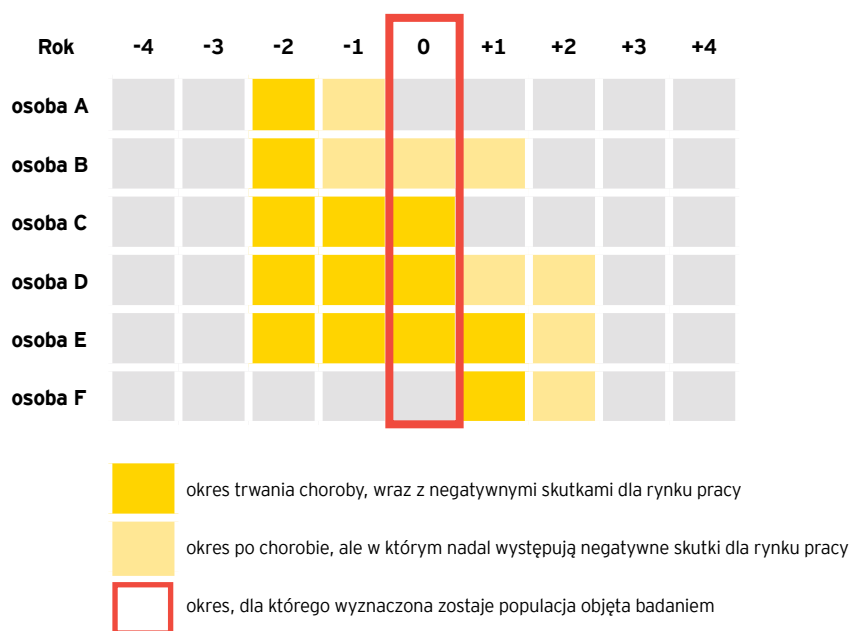 Rok -4 -3 -2 -1 0 +1 +2 +3 +4
osoba A
osoba B
osoba C
osoba D
osoba E
osoba F
okres trwania choroby, wraz z negatywnymi skutkami dla rynku pracy
okres po chorobie, ale w którym nadal występują negatywne skutki dla rynku pracy
okres, dla którego wyznaczona zostaje populacja objęta badaniem